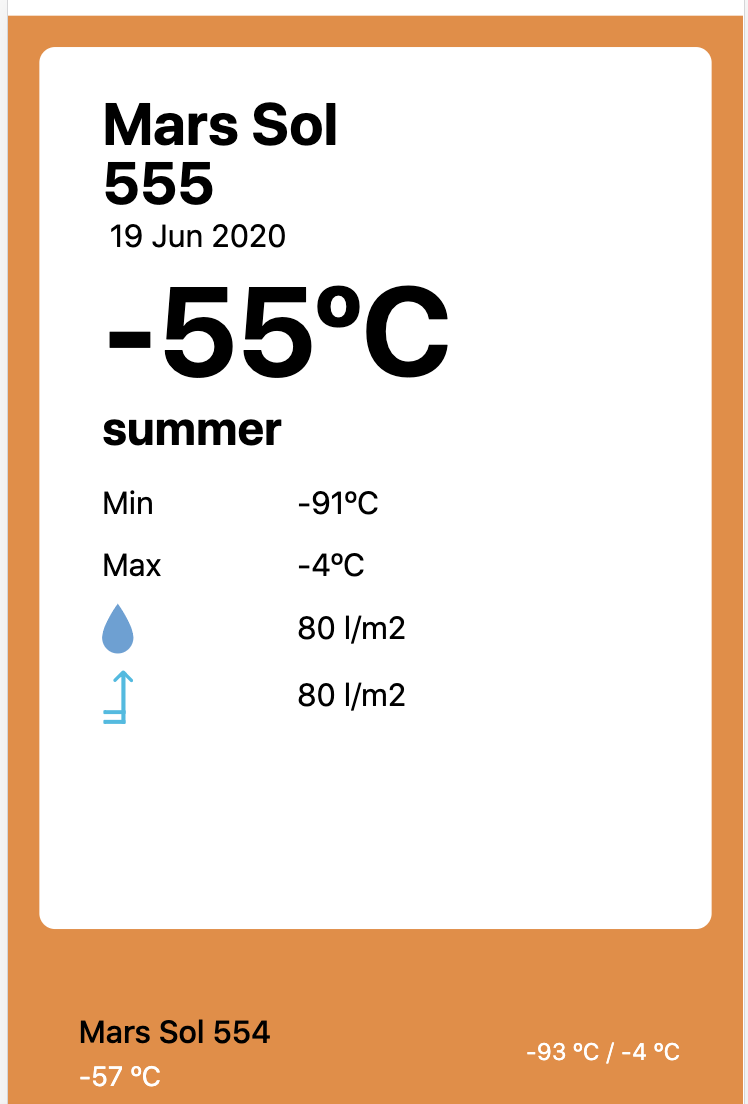 Mars Sol
555
19 Jun 2020
-55ºC
summer
Min -91ºC
Max -4ºC
80 l/m2
80 l/m2
Mars Sol 554
-93 ºC / -4 ºC
-57 ºC